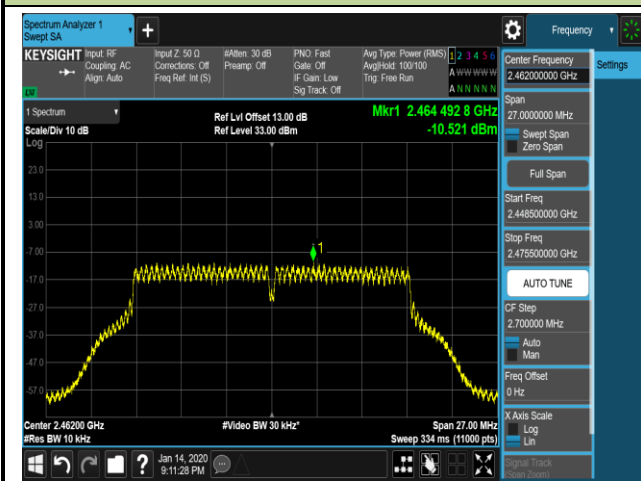 Spectrum Analyzer 1
Swept SA
+
Frequency
KEYSIGHT
Input: RF
Coupling: AC
Align: Auto
Input Z: 50 Ω
Corrections: Off
Freq Ref: Int (S)
#Atten: 30 dB
Preamp: Off
PNO: Fast
Gate: Off
IF Gain: Low
Sig Track: Off
Avg Type: Power (RMS)
Avg|Hold: 100/100
Trig: Free Run
1 2 3 4 5 6
A W W W W W
A N N N N N
LXI
1 Spectrum
Scale/Div 10 dB
Log
Ref Lvl Offset 13.00 dB
Ref Level 33.00 dBm
Mkr1 2.464 492 8 GHz
-10.521 dBm
23.0
13.0
3.00
-7.00
-17.0
-27.0
-37.0
-47.0
-57.0
1
Center 2.46200 GHz
#Res BW 10 kHz
#Video BW 30 kHz*
Span 27.00 MHz
Sweep 334 ms (11000 pts)
Jan 14, 2020
9:11:28 PM
?
Center Frequency
2.462000000 GHz
Span
27.0000000 MHz
Swept Span
Zero Span
Full Span
Start Freq
2.448500000 GHz
Stop Freq
2.475500000 GHz
AUTO TUNE
CF Step
2.700000 MHz
Auto
Man
Freq Offset
0 Hz
X Axis Scale
Log
Lin
Signal Track
(Span Zoom)
Settings